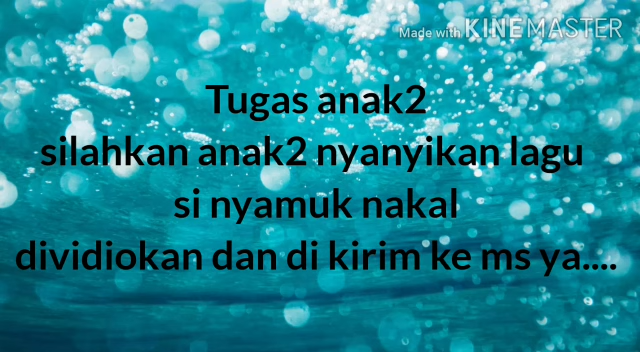 Made with KINEMASTER
Tugas anak2
silahkan anak2 nyanyikan lagu
si nyamuk nakal
dividiokan dan di kirim ke ms ya....